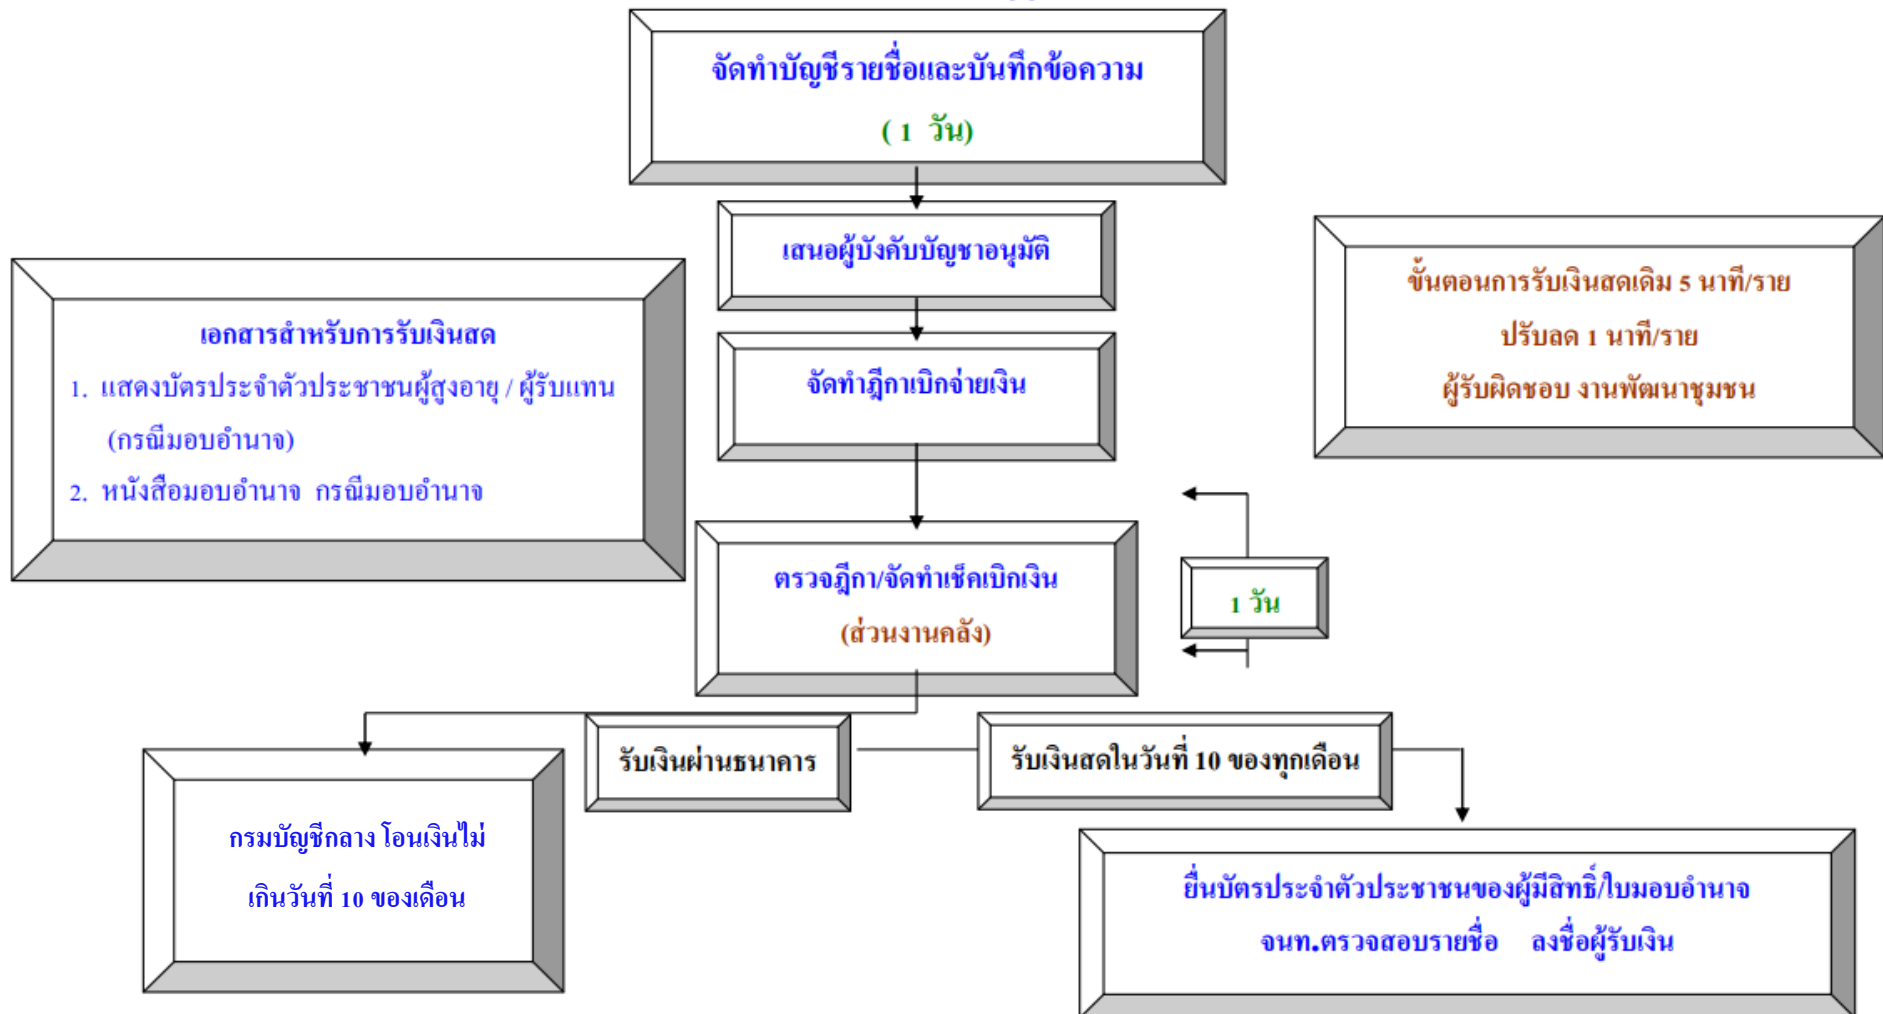 จัดทำบัญชีรายชื่อและบันทึกข้อความ
( 1 วัน)
เสนอผู้บังคับบัญชาอนุมัติ
จัดทำฎีกาเบิกจ่ายเงิน
เอกสารสำหรับการรับเงินสด
1. แสดงบัตรประจำตัวประชาชนผู้สูงอายุ / ผู้รับแทน
(กรณีมอบอำนาจ)
2. หนังสือมอบอำนาจ กรณีมอบอำนาจ
ขั้นตอนการรับเงินสดเดิม 5 นาที/ราย
ปรับลด 1 นาที/ราย
ผู้รับผิดชอบ งานพัฒนาชุมชน
ตรวจฎีกา/จัดทำเช็คเบิกเงิน
(ส่วนงานคลัง)
1 วัน
รับเงินผ่านธนาคาร
รับเงินสดในวันที่ 10 ของทุกเดือน
กรมบัญชีกลาง โอนเงินไม่
เกินวันที่ 10 ของเดือน
ยื่นบัตรประจำตัวประชาชนของผู้มีสิทธิ์/ใบมอบอำนาจ
จนท.ตรวจสอบรายชื่อ ลงชื่อผู้รับเงิน